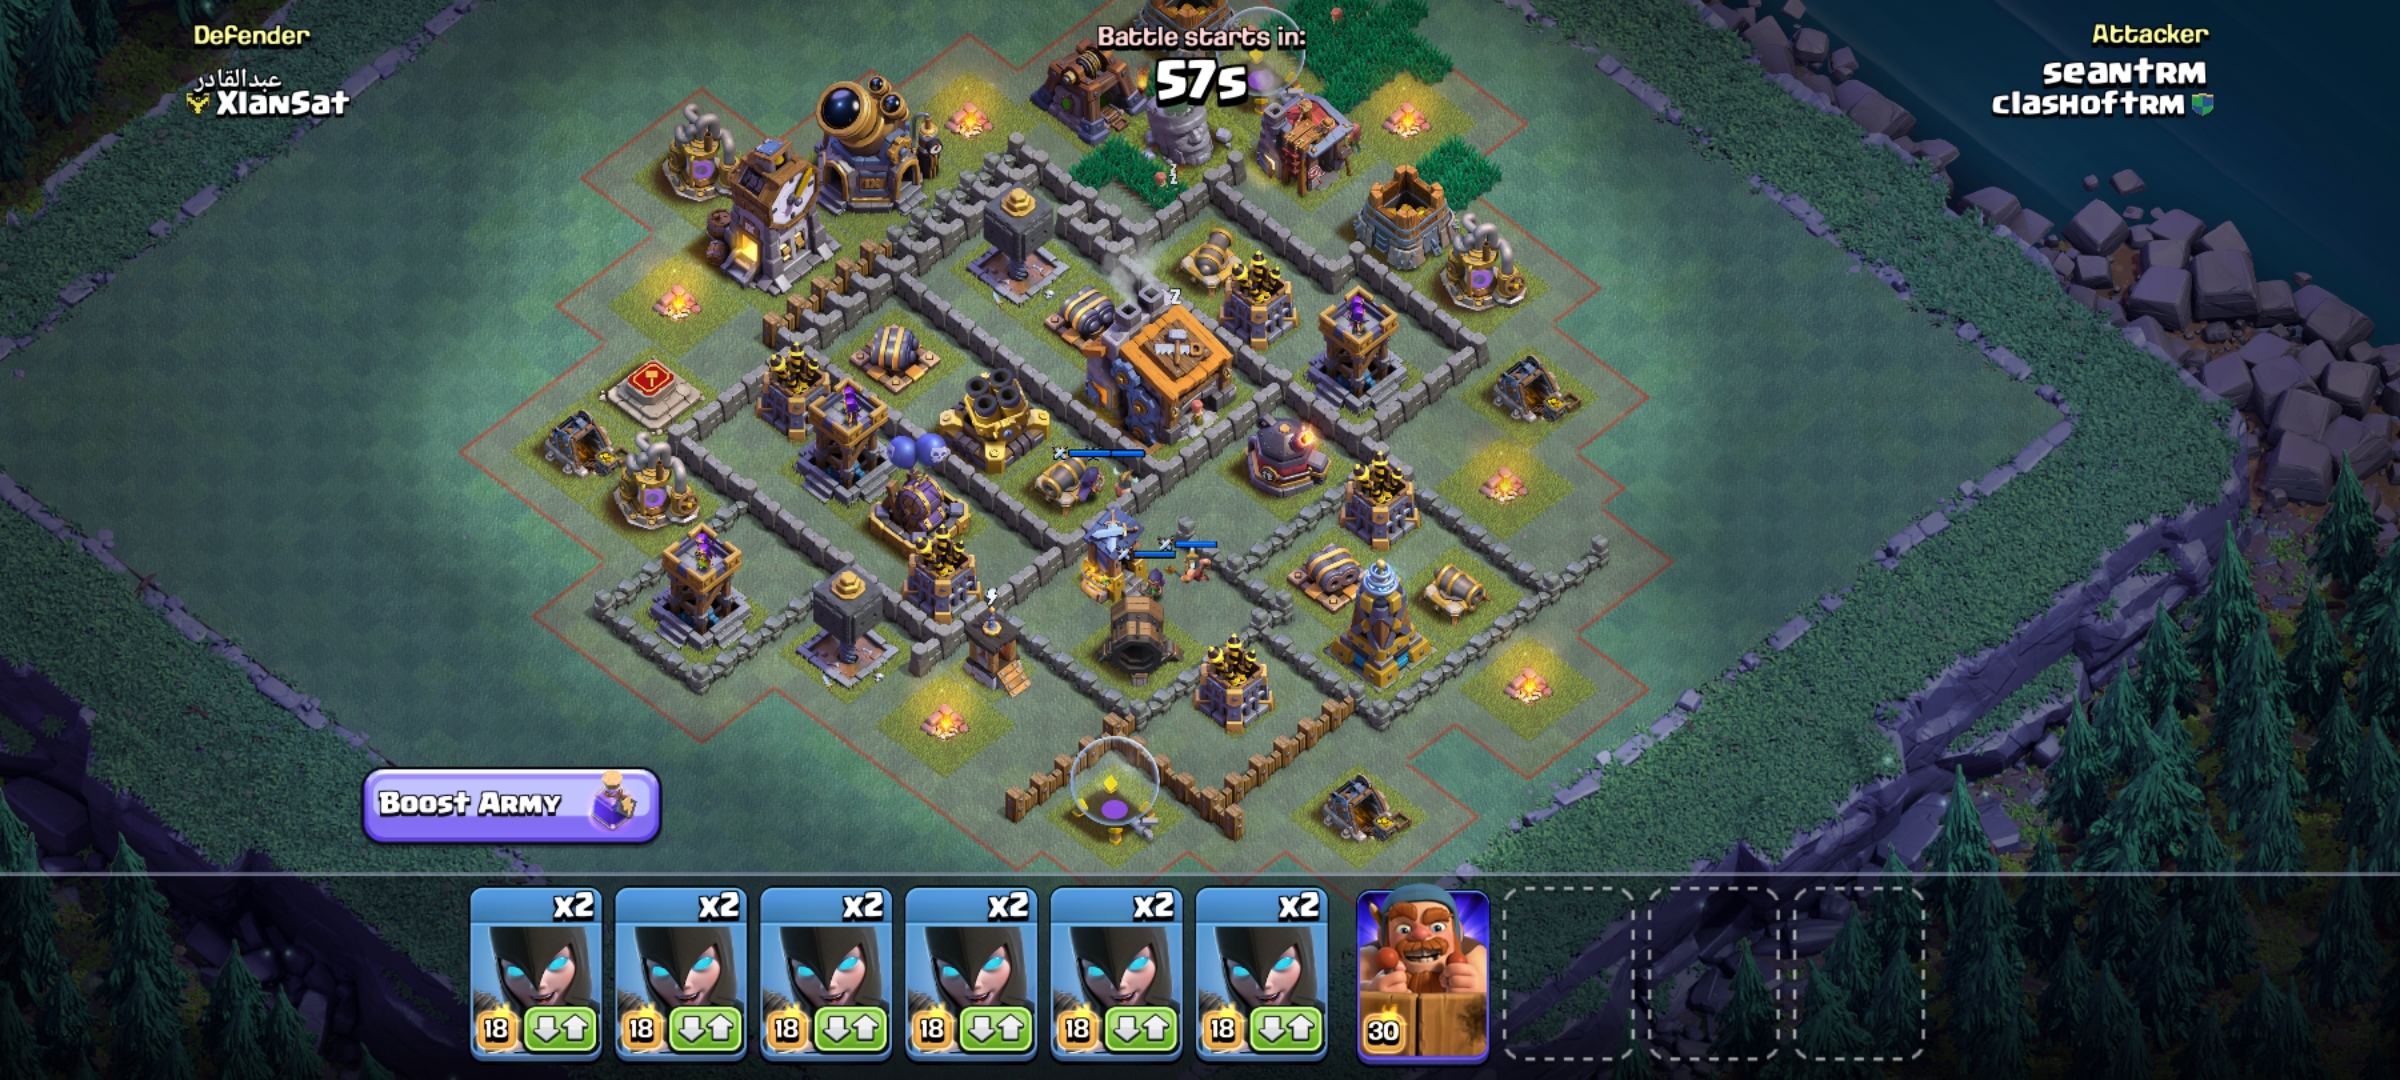 Defender
عبدالقادر
XlanSat
Battle starts in:
57s
Attacker
seantRM
clashoftRM
z
z
z
Boost Army
x2
x2
x2
x2
x2
x2
18
18
18
18
18
18
30